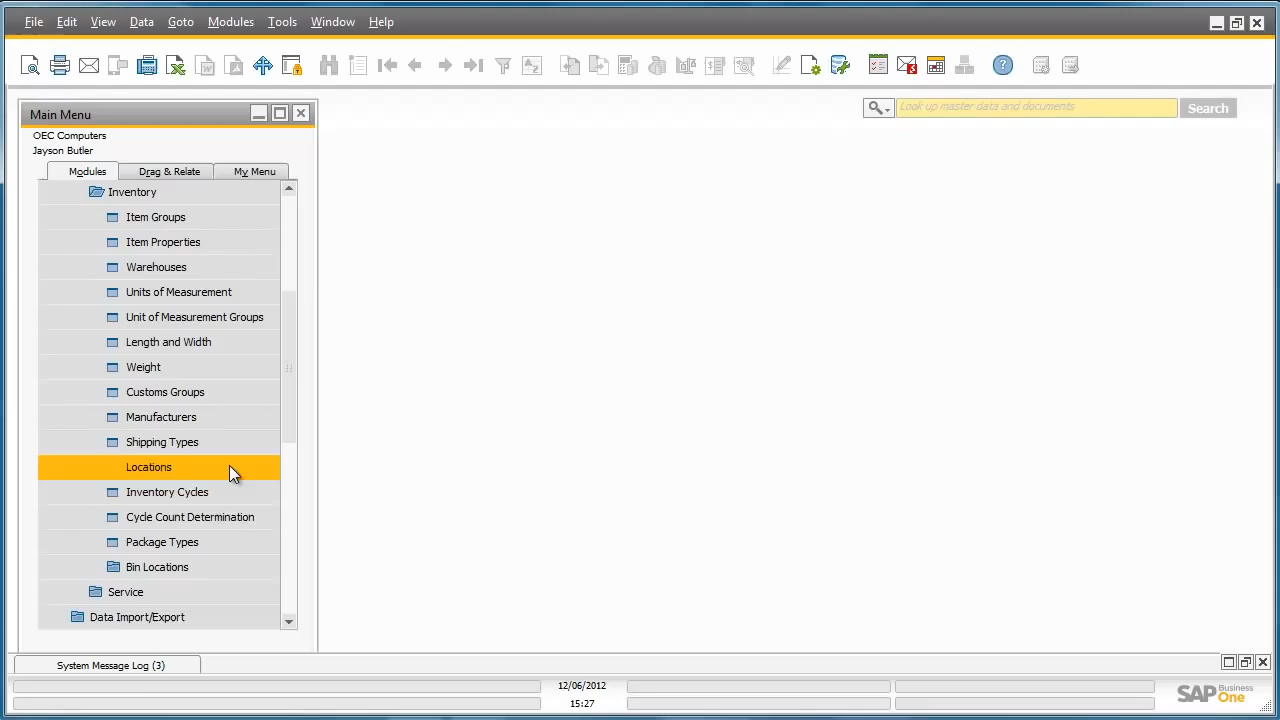 File Edit View Data Goto Modules Tools Window Help
Main Menu
OEC Computers
Jayson Butler
Modules Drag & Relate My Menu
Look up master data and documents Search
Inventory
Item Groups
Item Properties
Warehouses
Units of Measurement
Unit of Measurement Groups
Length and Width
Weight
Customs Groups
Manufacturers
Shipping Types
Locations
Inventory Cycles
Cycle Count Determination
Package Types
Bin Locations
Service
Data Import/Export
System Message Log (3)
12/06/2012
15:27
SAP Business One